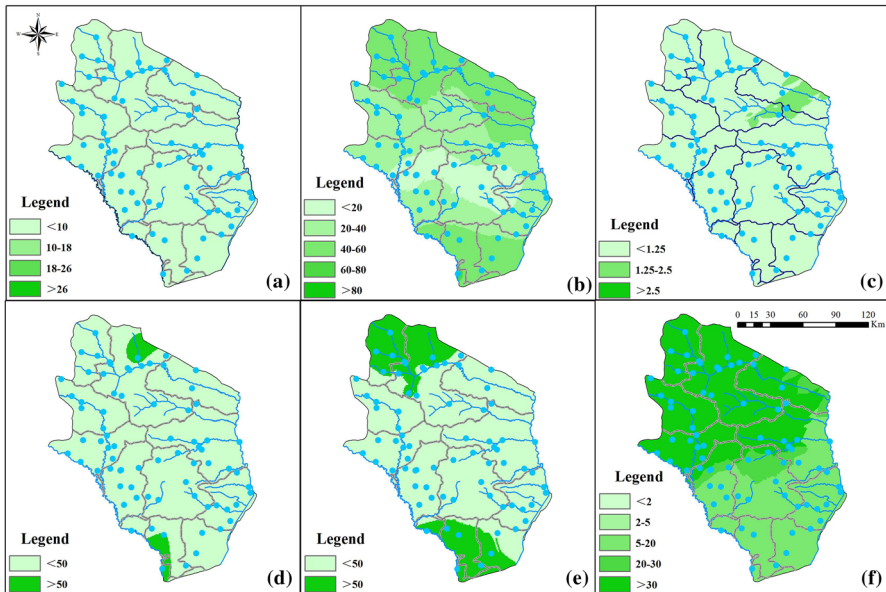 N
W E
S
Legend
<10
10-18
18-26
>26
(a)
Legend
<20
20-40
40-60
60-80
>80
(b)
Legend
<1.25
1.25-2.5
>2.5
(c)
Legend
<50
>50
(d)
Legend
<50
>50
(e)
0 15 30 60 90 120
Km
Legend
<2
2-5
5-20
20-30
>30
(f)